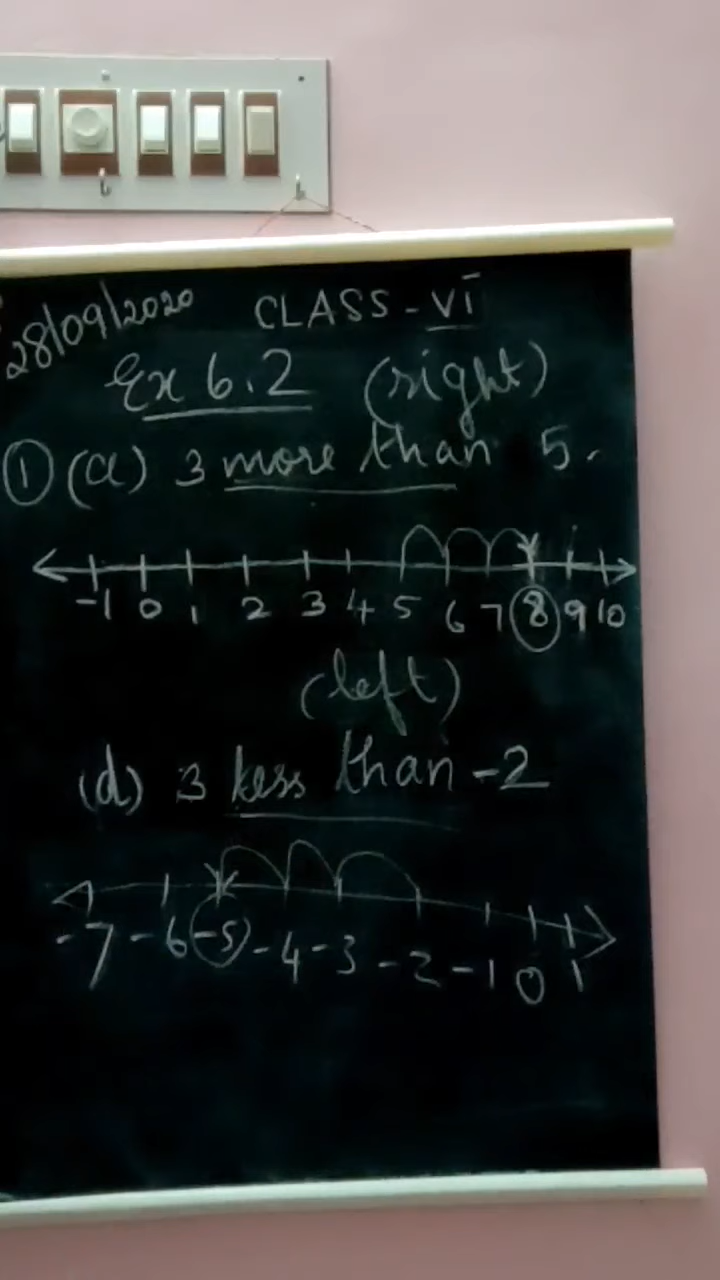 28/09/2020 CLASS - VI
Ex 6.2 (right)
① (a) 3 more than 5.
-1 0 1 2 3 4 5 6 7 8 9 10
(left)
(d) 3 less than -2
-7 -6 -5 -4 -3 -2 -1 0 1